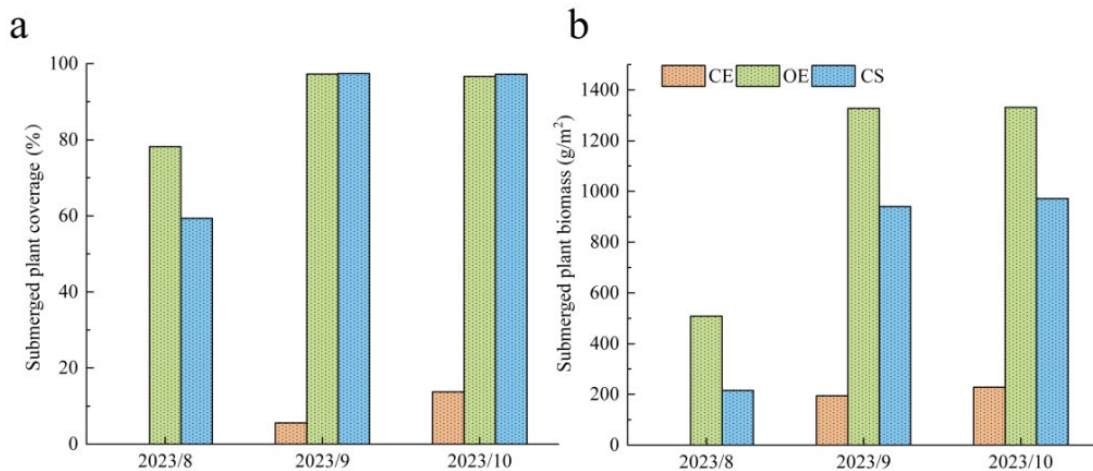 a
Submerged plant coverage (%)
100
80
60
40
20
0
2023/8 2023/9 2023/10
b
CE OE CS
Submerged plant biomass (g/m²)
1400
1200
1000
800
600
400
200
0
2023/8 2023/9 2023/10